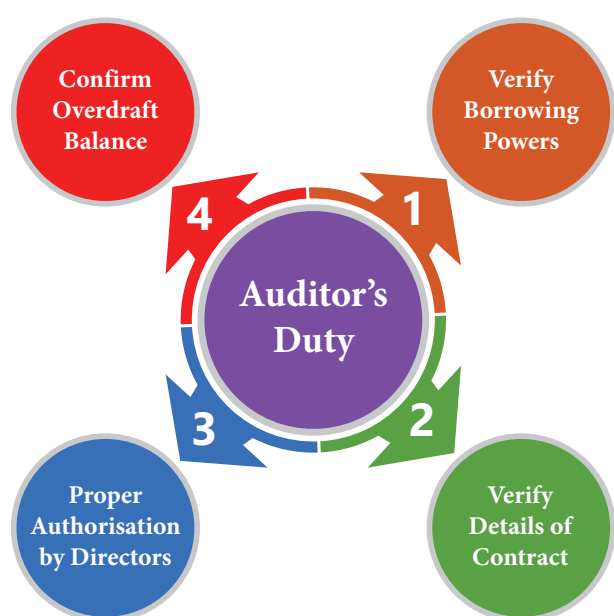 Confirm
Overdraft
Balance
Verify
Borrowing
Powers
4
1
Auditor’s
Duty
3
2
Proper
Authorisation
by Directors
Verify
Details of
Contract